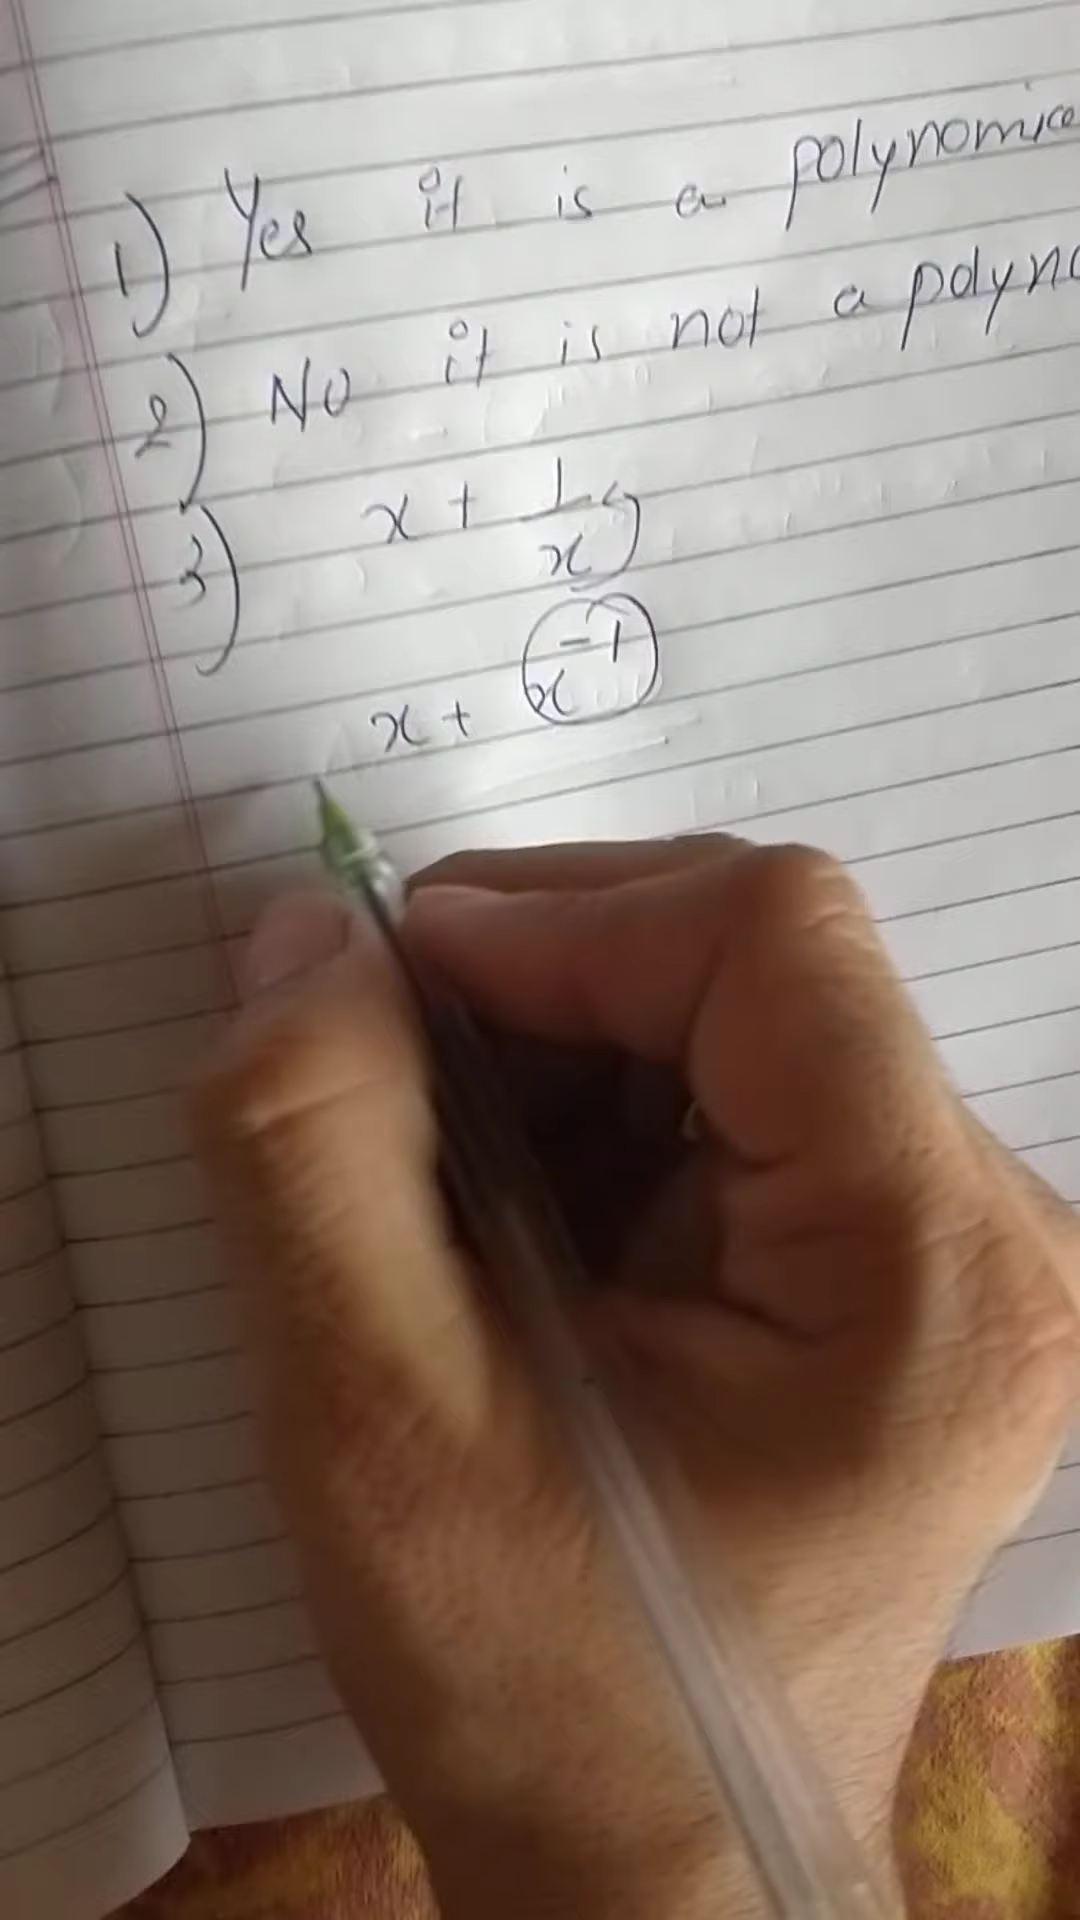 1) Yes it is a polynomia
2) No it is not a polyno
3) x + 1/x
x + x⁻¹